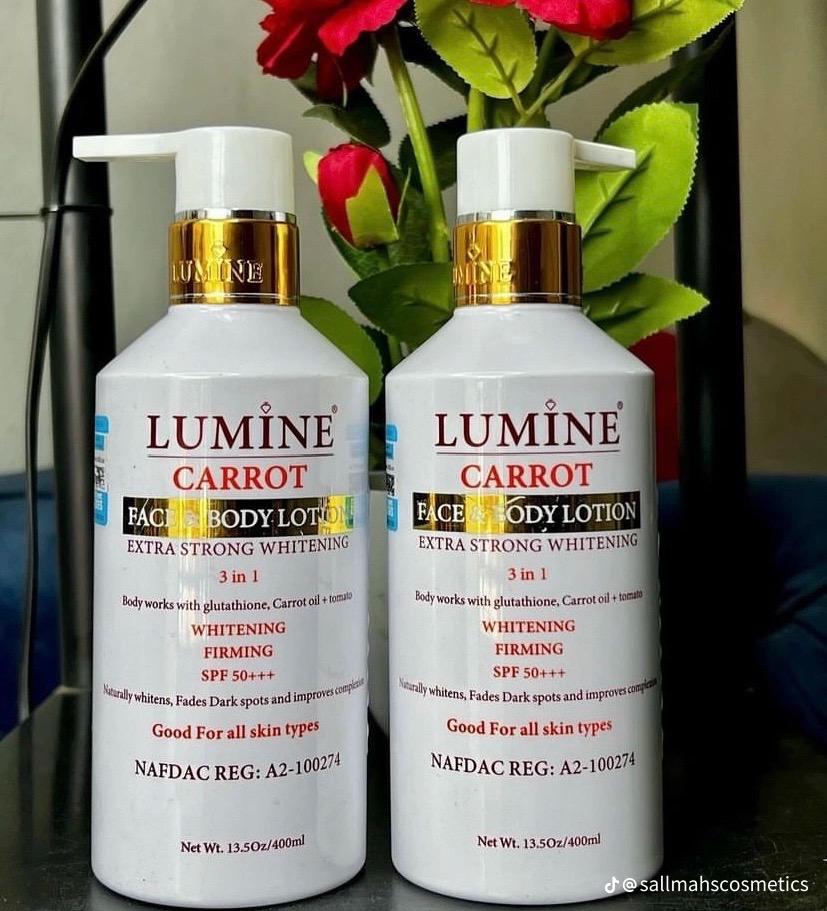 LUMINE
LUMINE®
CARROT
FACE & BODY LOTION
EXTRA STRONG WHITENING
3 in 1
Body works with glutathione, Carrot oil + tomato
WHITENING
FIRMING
SPF 50+++
Naturally whitens, Fades Dark spots and improves complexion
Good For all skin types
NAFDAC REG: A2-100274
Net Wt. 13.5Oz/400ml
LUMINE
LUMINE®
CARROT
FACE & BODY LOTION
EXTRA STRONG WHITENING
3 in 1
Body works with glutathione, Carrot oil + tomato
WHITENING
FIRMING
SPF 50+++
Naturally whitens, Fades Dark spots and improves complexion
Good For all skin types
NAFDAC REG: A2-100274
Net Wt. 13.5Oz/400ml
@sallmahscosmetics